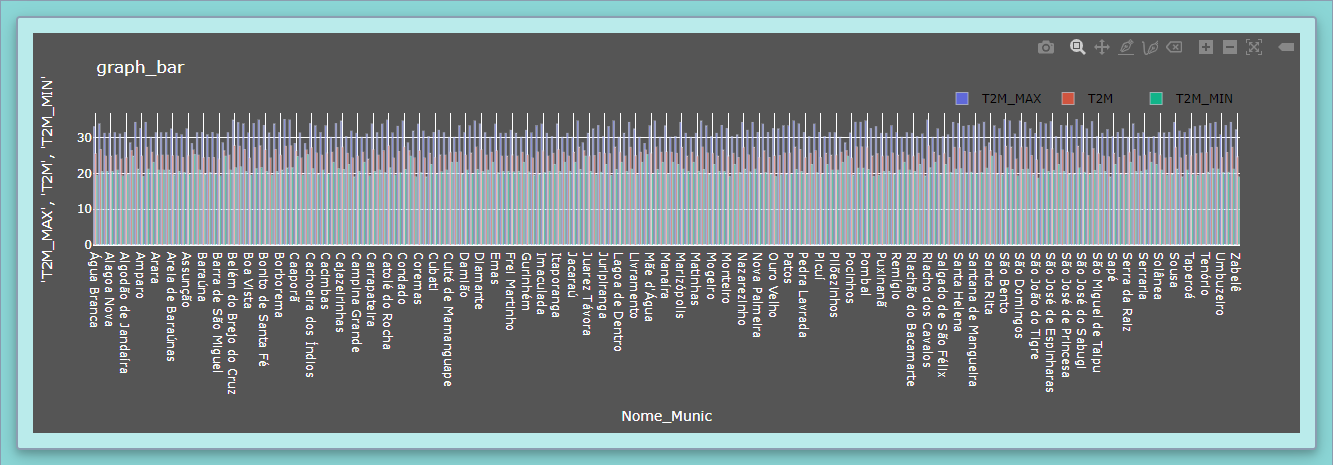 graph_bar
T2M_MAX
T2M
T2M_MIN
'T2M_MAX', 'T2M', 'T2M_MIN'
30
20
10
0
Água Branca
Alagoa Nova
Algodão de Jandaíra
Amparo
Arara
Areia de Baraúnas
Assunção
Baraúna
Barra de São Miguel
Belém do Brejo do Cruz
Boa Vista
Bonito de Santa Fé
Borborema
Caaporã
Cachoeira dos Índios
Cacimbas
Cajazeirinhas
Campina Grande
Carrapateira
Catolé do Rocha
Condado
Coremas
Cubati
Cuité de Mamanguape
Damião
Diamante
Emas
Frei Martinho
Gurinhém
Imaculada
Itaporanga
Jacaraú
Juarez Távora
Juripiranga
Lagoa de Dentro
Livramento
Mãe d'Água
Manaíra
Marizópolis
Matinhas
Mogeiro
Monteiro
Nazarezinho
Nova Palmeira
Ouro Velho
Patos
Pedra Lavrada
Picuí
Pilõezinhos
Pocinhos
Pombal
Puxinanã
Remígio
Riachão do Bacamarte
Riacho dos Cavalos
Salgado de São Félix
Santa Helena
Santana de Mangueira
Santa Rita
São Bento
São Domingos
São João do Tigre
São José de Espinharas
São José de Princesa
São José do Sabugi
São Miguel de Taipu
Sapé
Serra da Raiz
Serraria
Solânea
Sousa
Taperoá
Tenório
Umbuzeiro
Zabelê
Nome_Munic